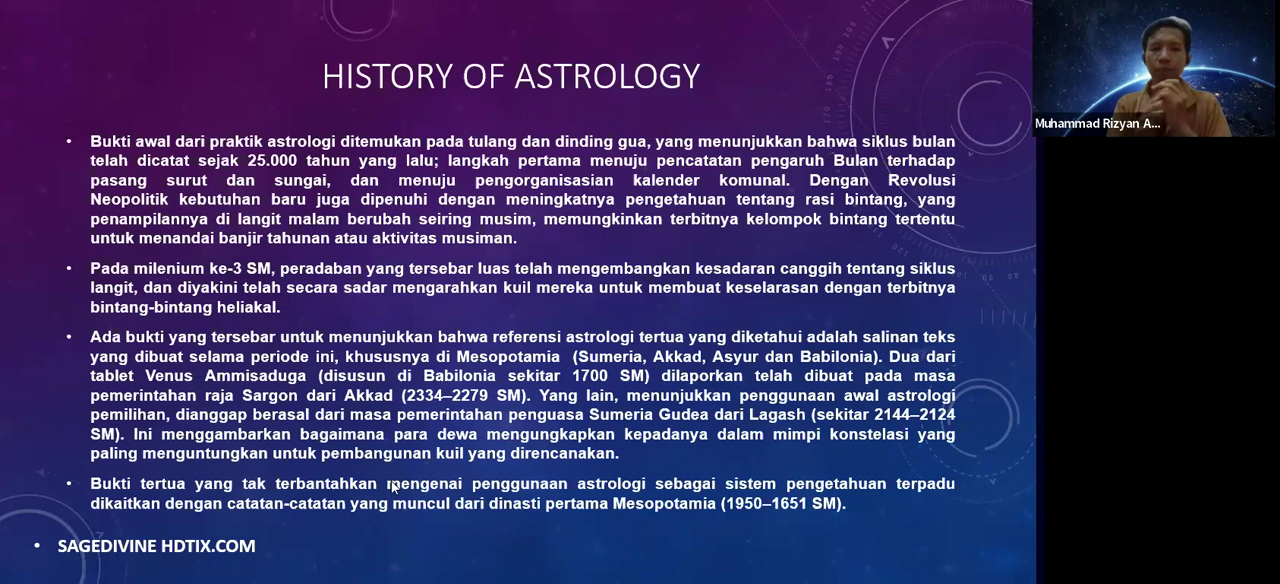 HISTORY OF ASTROLOGY
Muhammad Rizyan A...
• Bukti awal dari praktik astrologi ditemukan pada tulang dan dinding gua, yang menunjukkan bahwa siklus bulan
telah dicatat sejak 25.000 tahun yang lalu; langkah pertama menuju pencatatan pengaruh Bulan terhadap
pasang surut dan sungai, dan menuju pengorganisasian kalender komunal. Dengan Revolusi
Neopolitik kebutuhan baru juga dipenuhi dengan meningkatnya pengetahuan tentang rasi bintang, yang
penampilannya di langit malam berubah seiring musim, memungkinkan terbitnya kelompok bintang tertentu
untuk menandai banjir tahunan atau aktivitas musiman.
• Pada milenium ke-3 SM, peradaban yang tersebar luas telah mengembangkan kesadaran canggih tentang siklus
langit, dan diyakini telah secara sadar mengarahkan kuil mereka untuk membuat keselarasan dengan terbitnya
bintang-bintang heliakal.
• Ada bukti yang tersebar untuk menunjukkan bahwa referensi astrologi tertua yang diketahui adalah salinan teks
yang dibuat selama periode ini, khususnya di Mesopotamia (Sumeria, Akkad, Asyur dan Babilonia). Dua dari
tablet Venus Ammisaduga (disusun di Babilonia sekitar 1700 SM) dilaporkan telah dibuat pada masa
pemerintahan raja Sargon dari Akkad (2334–2279 SM). Yang lain, menunjukkan penggunaan awal astrologi
pemilihan, dianggap berasal dari masa pemerintahan penguasa Sumeria Gudea dari Lagash (sekitar 2144–2124
SM). Ini menggambarkan bagaimana para dewa mengungkapkan kepadanya dalam mimpi konstelasi yang
paling menguntungkan untuk pembangunan kuil yang direncanakan.
• Bukti tertua yang tak terbantahkan mengenai penggunaan astrologi sebagai sistem pengetahuan terpadu
dikaitkan dengan catatan-catatan yang muncul dari dinasti pertama Mesopotamia (1950–1651 SM).
• SAGEDIVINE HDTIX.COM